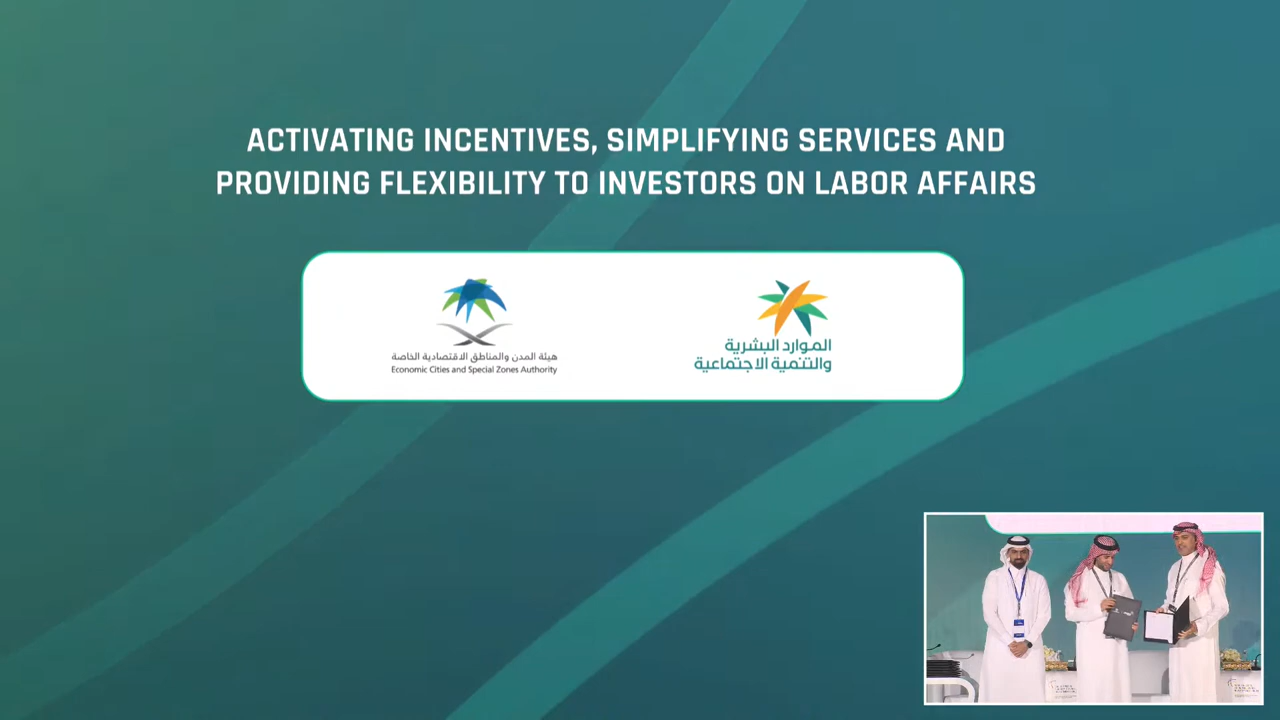 ACTIVATING INCENTIVES, SIMPLIFYING SERVICES AND
PROVIDING FLEXIBILITY TO INVESTORS ON LABOR AFFAIRS
هيئة المدن والمناطق الاقتصادية الخاصة
Economic Cities and Special Zones Authority
الموارد البشرية
والتنمية الاجتماعية